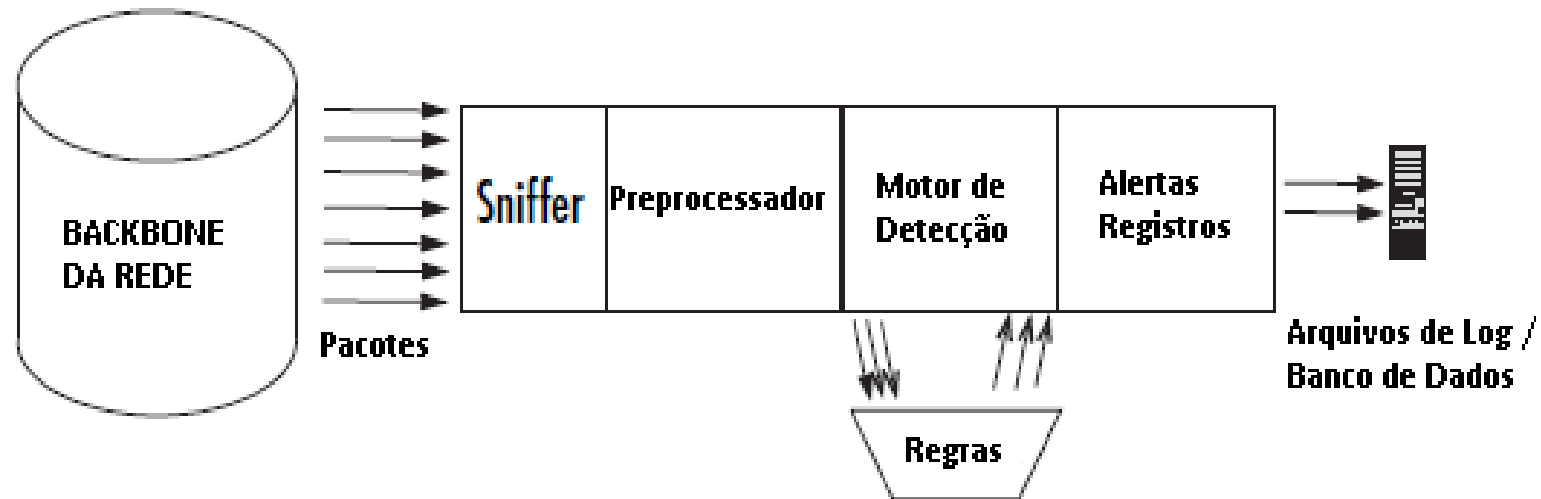 BACKBONE
DA REDE
Pacotes
Sniffer
Preprocessador
Motor de
Detecção
Alertas
Registros
Regras
Arquivos de Log /
Banco de Dados